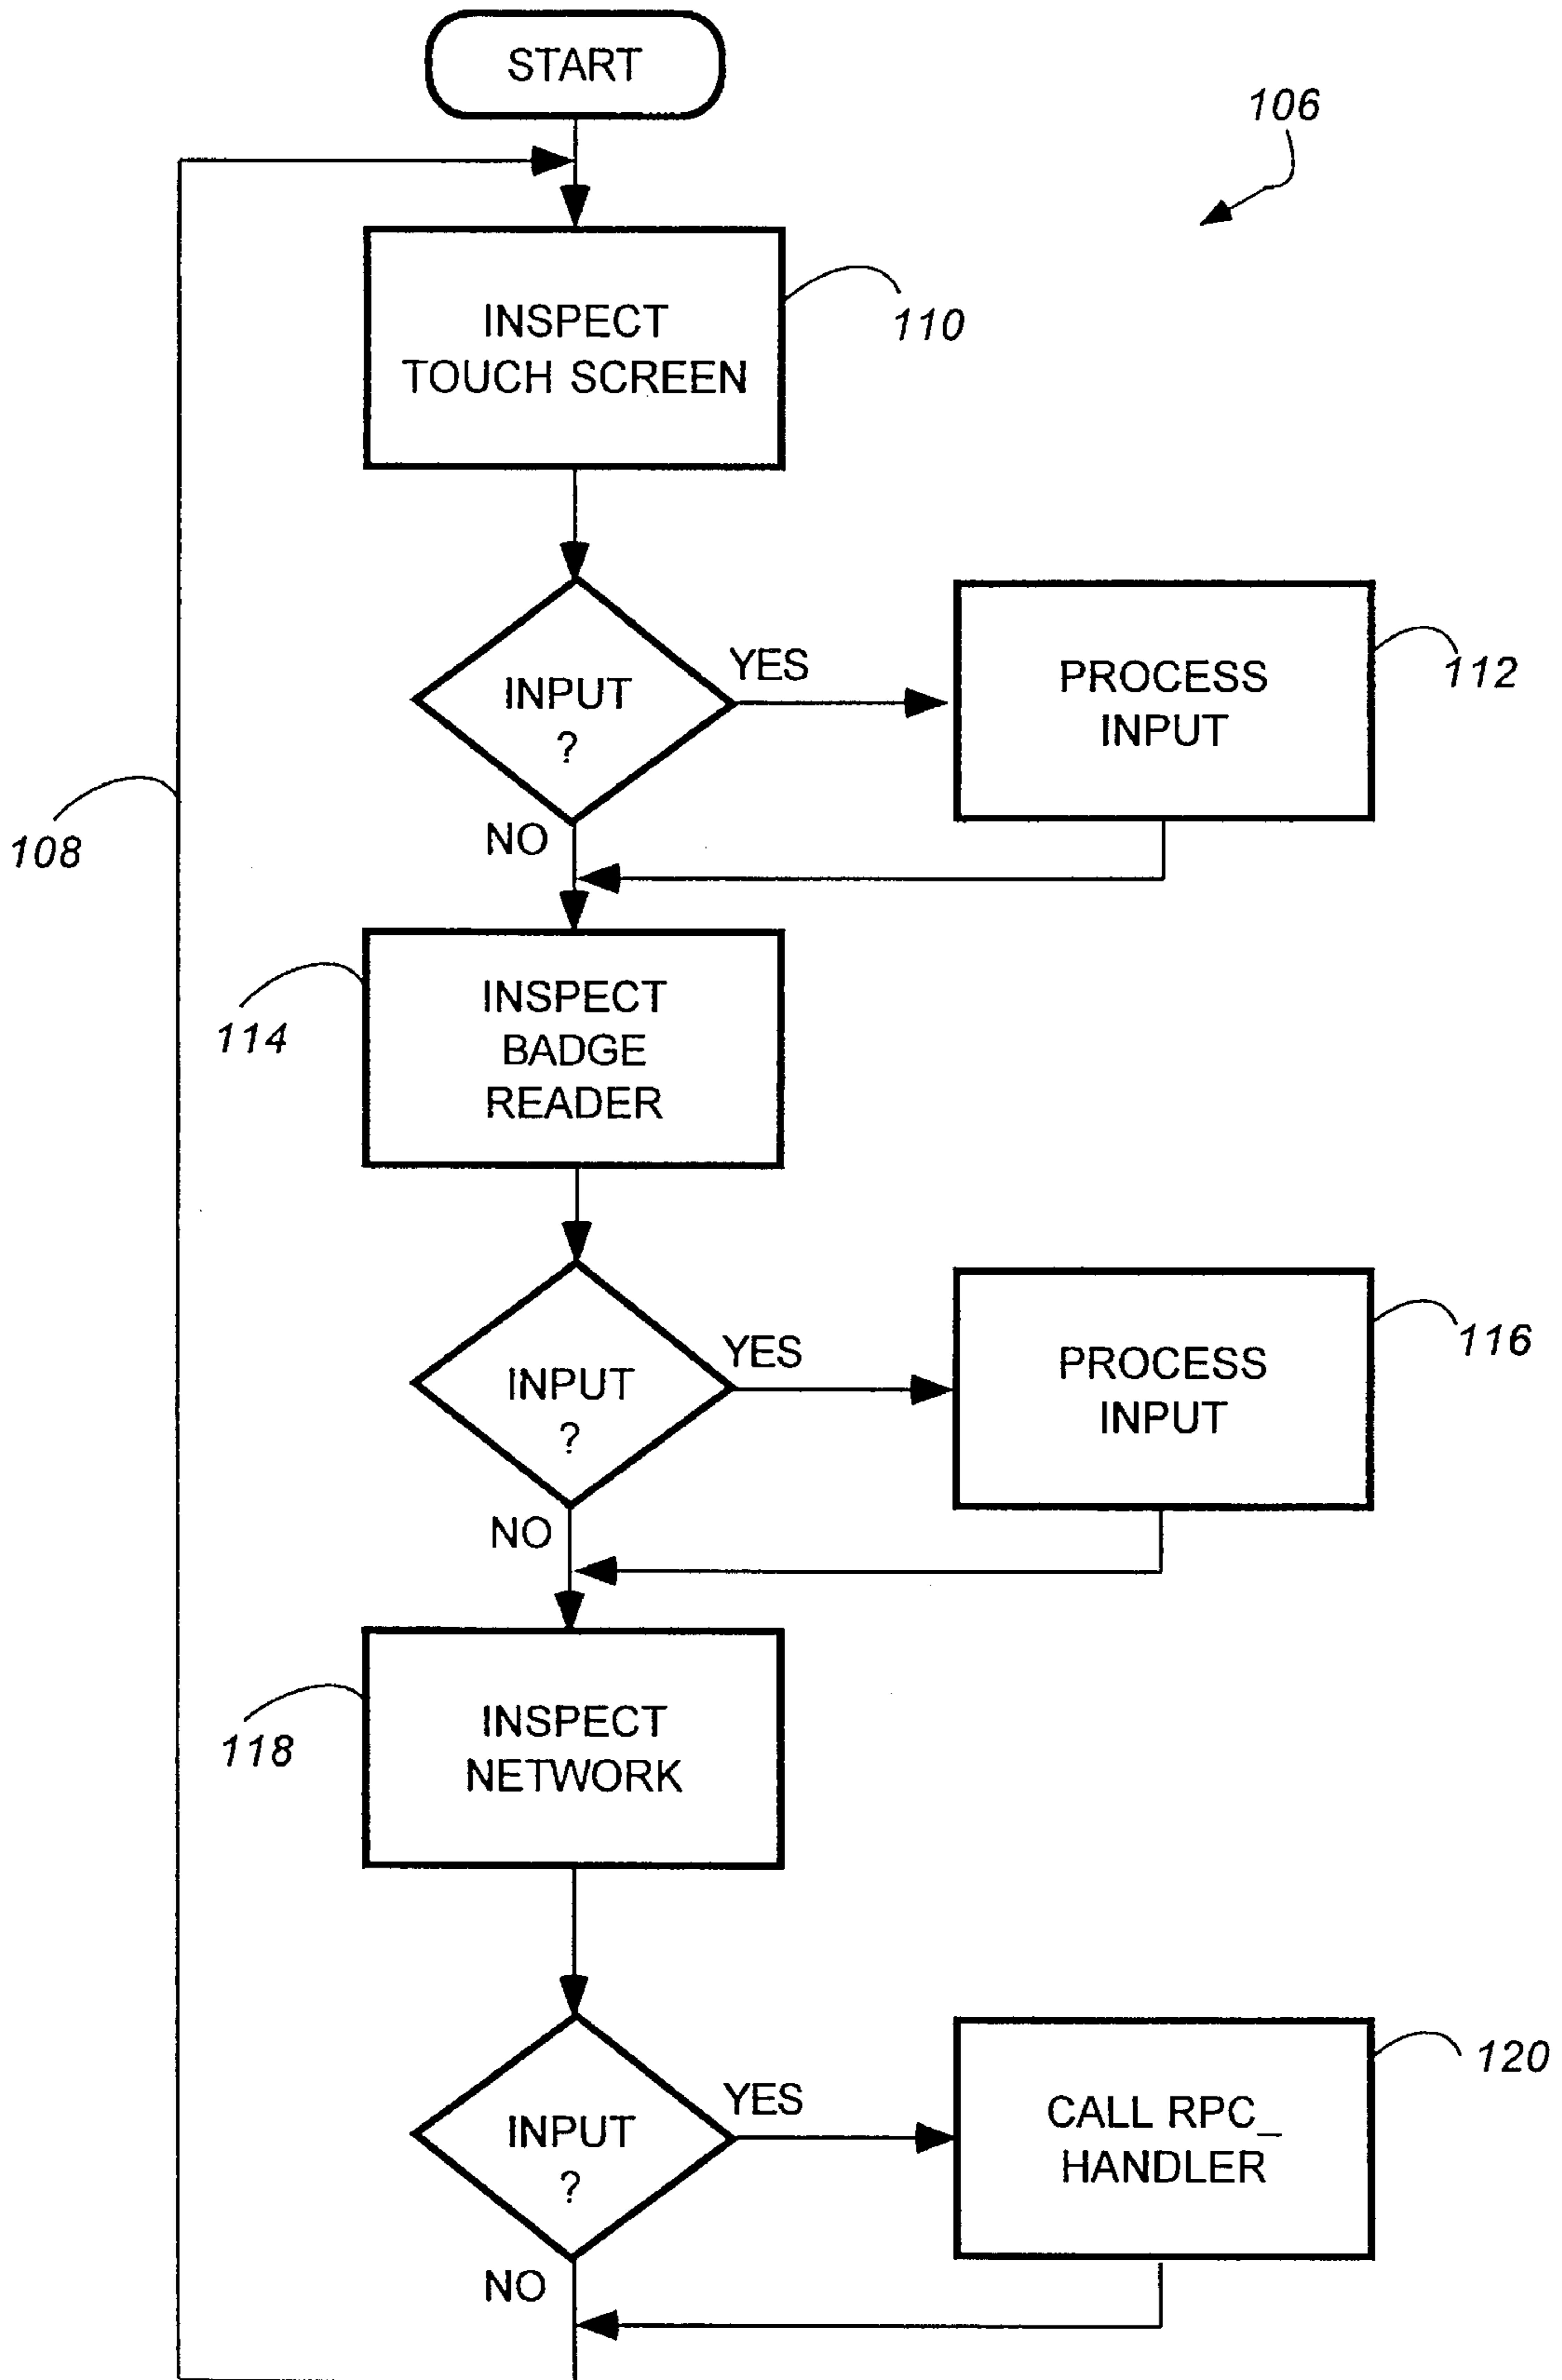 START
106
INSPECT
TOUCH SCREEN
110
INPUT
?
YES
PROCESS
INPUT
112
NO
108
INSPECT
BADGE
READER
114
INPUT
?
YES
PROCESS
INPUT
116
NO
INSPECT
NETWORK
118
INPUT
?
YES
CALL RPC_
HANDLER
120
NO